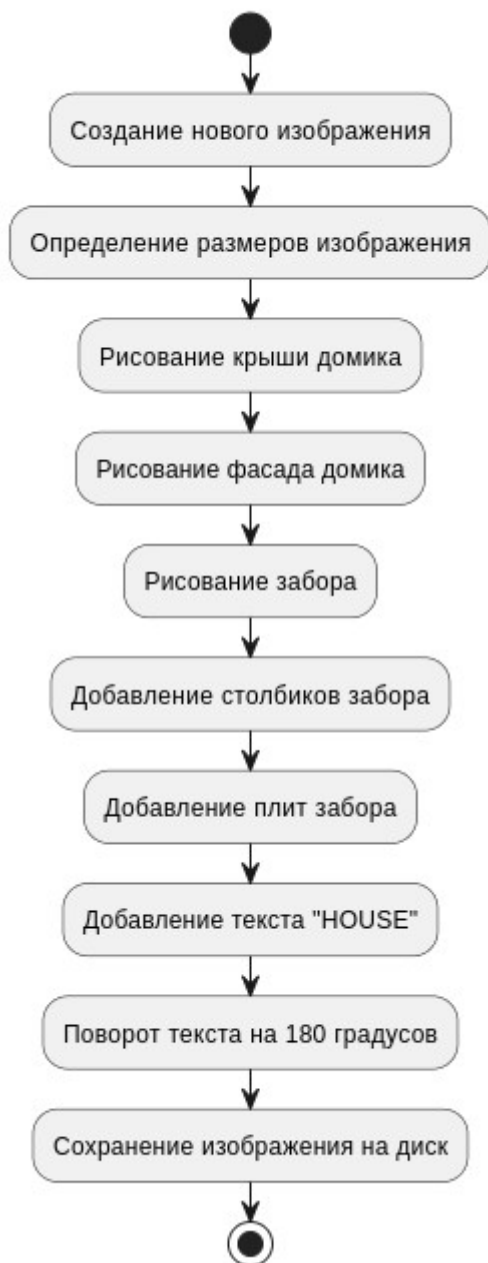 Создание нового изображения
Определение размеров изображения
Рисование крыши домика
Рисование фасада домика
Рисование забора
Добавление столбиков забора
Добавление плит забора
Добавление текста "HOUSE"
Поворот текста на 180 градусов
Сохранение изображения на диск